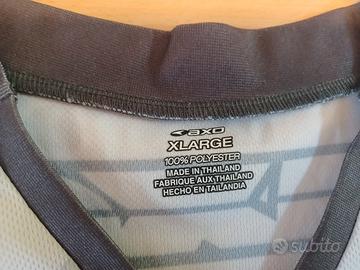 axo
XLARGE
100% POLYESTER
MADE IN THAILAND
FABRIQUE AUX THAILAND
HECHO EN TAILANDIA
subito